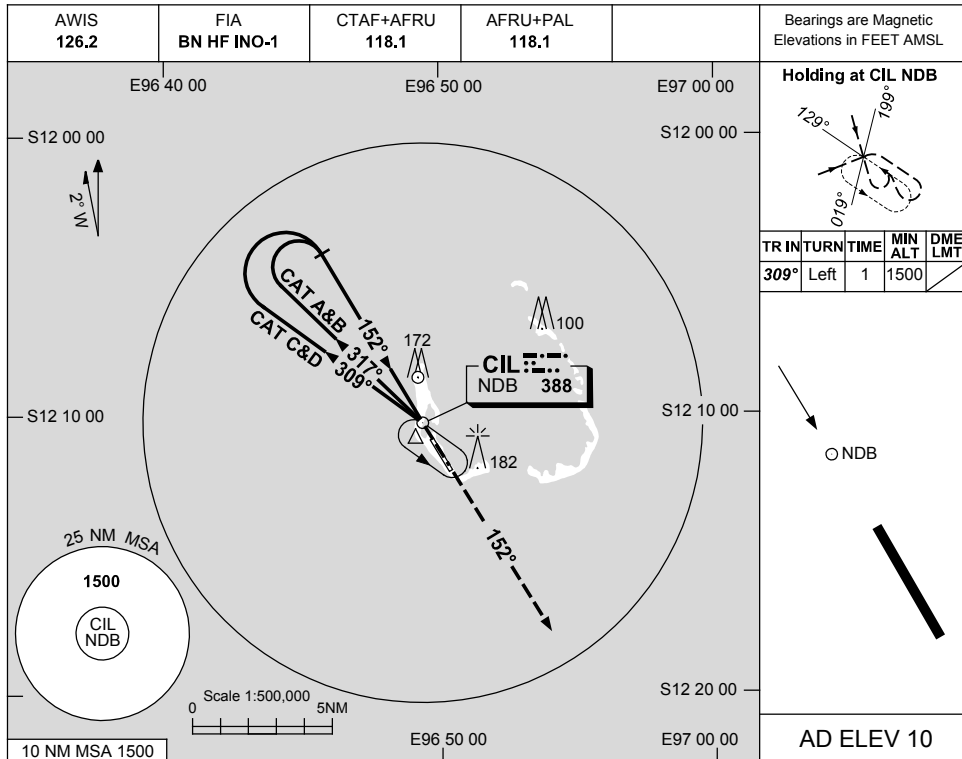 AWIS
126.2
FIA
BN HF INO-1
CTAF+AFRU
118.1
AFRU+PAL
118.1
Bearings are Magnetic
Elevations in FEET AMSL
E96 40 00
E96 50 00
E97 00 00
S12 00 00
S12 00 00
2° W
CAT A&B
CAT C&D
152°
317°
309°
172
100
CIL
NDB 388
S12 10 00
S12 10 00
182
152°
25 NM MSA
1500
CIL
NDB
Scale 1:500,000
0 5NM
S12 20 00
10 NM MSA 1500
E96 50 00
E97 00 00
Holding at CIL NDB
129°
199°
019°
TR IN TURN TIME MIN ALT DME LMT
309° Left 1 1500
NDB
AD ELEV 10